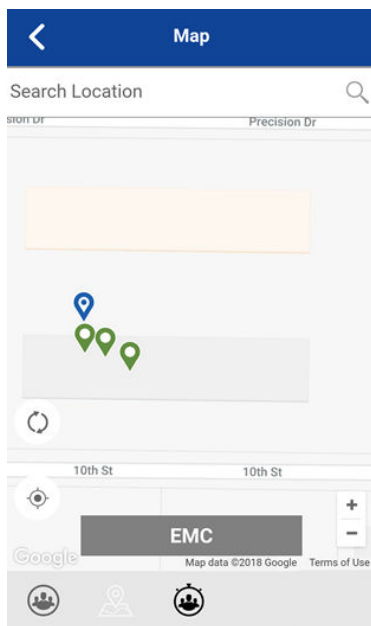 Map
Search Location
Precision Dr
10th St
10th St
EMC
Google
Map data ©2018 Google
Terms of Use